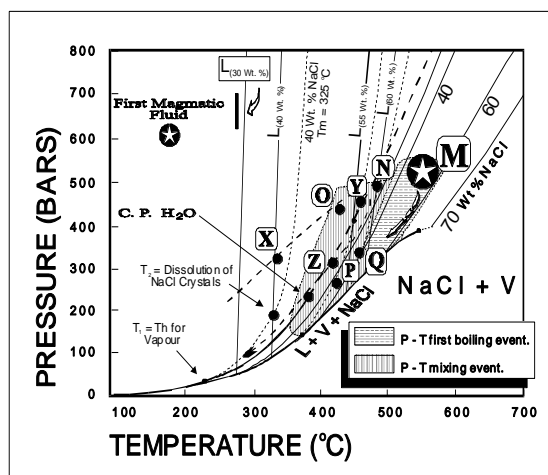 800
700
600
500
400
300
200
100
0
PRESSURE (BARS)
L(30 Wt. %)
First Magmatic
Fluid
L(40 Wt. %)
40 Wt. % NaCl
Tm = 325 °C
L(55 Wt. %)
L(60 Wt. %)
40
60
70 Wt % NaCl
M
N
Y
O
X
C. P. H2O
Z
P
Q
T2 = Dissolution of
NaCl Crystals
T1 = Th for
Vapour
L + V + NaCl
NaCl + V
P - T first boiling event.
P - T mixing event.
100 200 300 400 500 600 700
TEMPERATURE (°C)